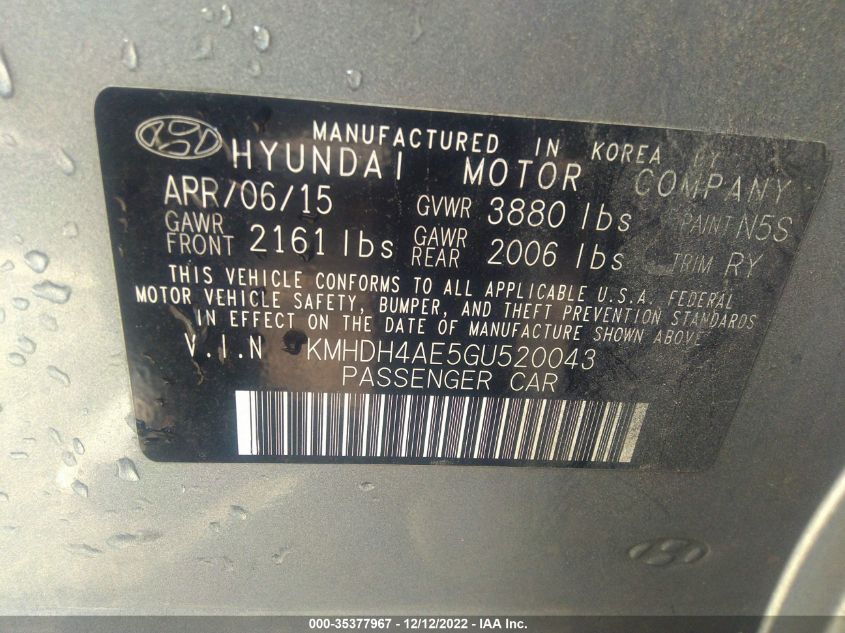 MANUFACTURED IN KOREA BY
HYUNDAI MOTOR COMPANY
APR/06/15 GVWR 3880 lbs PAINT N5S
GAWR FRONT 2161 lbs GAWR REAR 2006 lbs TRIM RY
THIS VEHICLE CONFORMS TO ALL APPLICABLE U.S.A. FEDERAL
MOTOR VEHICLE SAFETY, BUMPER, AND THEFT PREVENTION STANDARDS
IN EFFECT ON THE DATE OF MANUFACTURE SHOWN ABOVE
V.I.N KMHDH4AE5GU520043
PASSENGER CAR
000-35377967 - 12/12/2022 - IAA Inc.